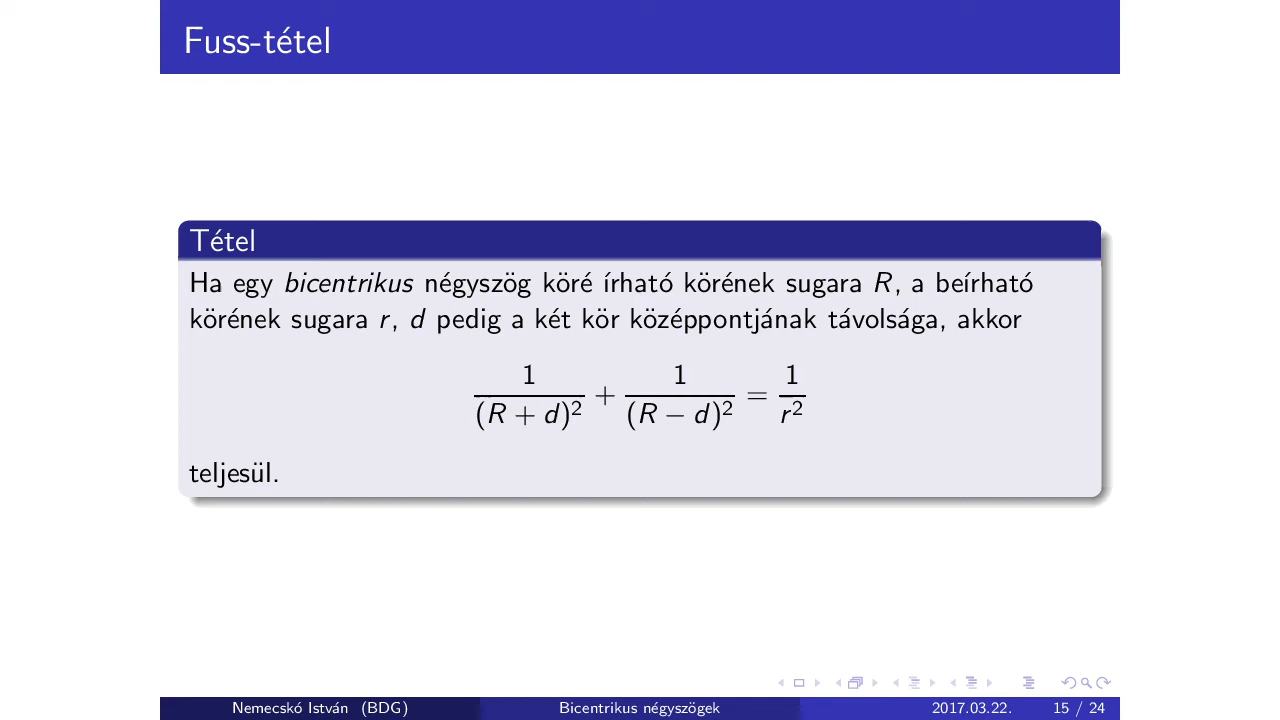 Fuss-tétel
Tétel
Ha egy bicentrikus négyszög köré írható körének sugara R, a beírható
körének sugara r, d pedig a két kör középpontjának távolsága, akkor
1/(R + d)² + 1/(R − d)² = 1/r²
teljesül.
Nemecskó István (BDG) Bicentrikus négyszögek 2017.03.22. 15 / 24